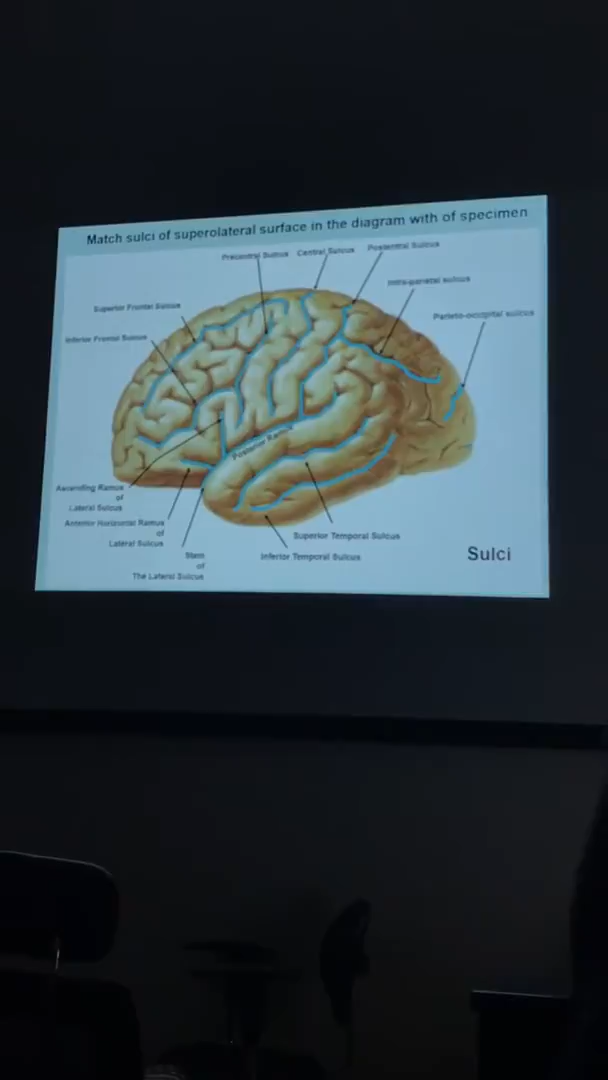 Match sulci of superolateral surface in the diagram with of specimen
Precentral Sulcus
Central Sulcus
Postentral Sulcus
Superior Frontal Sulcus
Intra-parietal sulcus
Inferior Frontal Sulcus
Parieto-occipital sulcus
Posterior Ramus
Ascending Ramus
of
Lateral Sulcus
Anterior Horizontal Ramus
of
Lateral Sulcus
Stem
of
The Lateral Sulcus
Superior Temporal Sulcus
Inferior Temporal Sulcus
Sulci